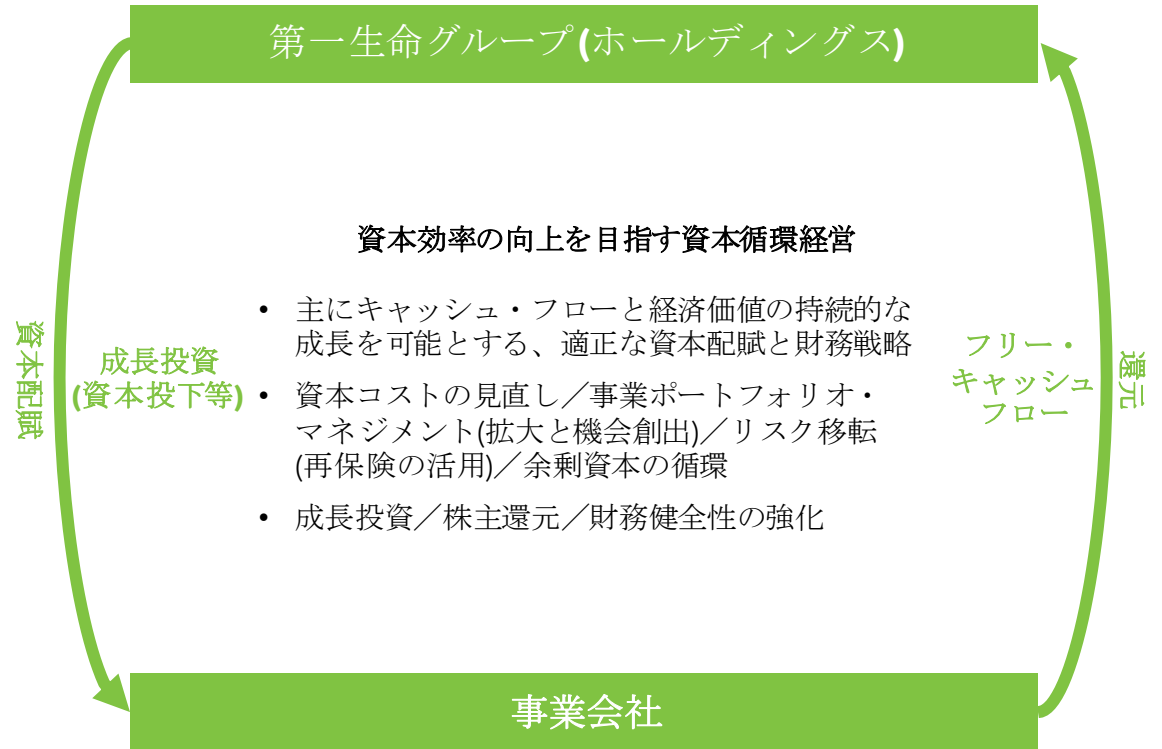 第一生命グループ(ホールディングス)
資本効率の向上を目指す資本循環経営
• 主にキャッシュ・フローと経済価値の持続的な
成長を可能とする、適正な資本配賦と財務戦略
• 資本コストの見直し／事業ポートフォリオ・
マネジメント(拡大と機会創出)／リスク移転
(再保険の活用)／余剰資本の循環
• 成長投資／株主還元／財務健全性の強化
資本配賦
成長投資
(資本投下等)
フリー・
キャッシュ
フロー
還元
事業会社